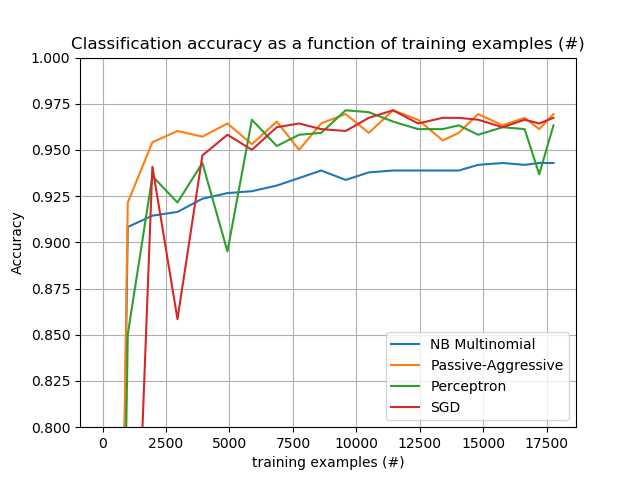 Classification accuracy as a function of training examples (#)
1.000
0.975
0.950
0.925
0.900
0.875
0.850
0.825
0.800
Accuracy
NB Multinomial
Passive-Aggressive
Perceptron
SGD
0 2500 5000 7500 10000 12500 15000 17500
training examples (#)